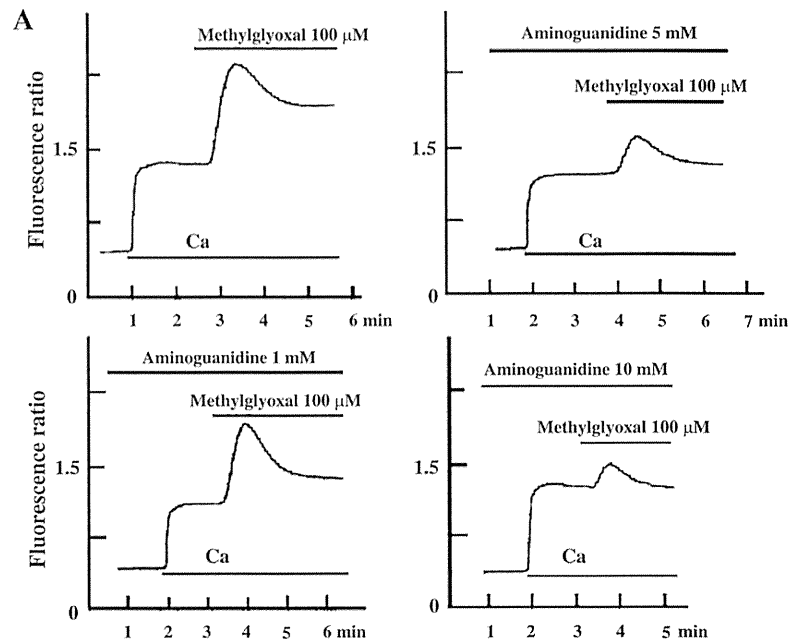 A
Methylglyoxal 100 μM
Fluorescence ratio
1.5
0
Ca
1 2 3 4 5 6 min
Aminoguanidine 5 mM
Methylglyoxal 100 μM
1.5
0
Ca
1 2 3 4 5 6 7 min
Aminoguanidine 1 mM
Methylglyoxal 100 μM
Fluorescence ratio
1.5
0
Ca
1 2 3 4 5 6 min
Aminoguanidine 10 mM
Methylglyoxal 100 μM
1.5
0
Ca
1 2 3 4 5 min